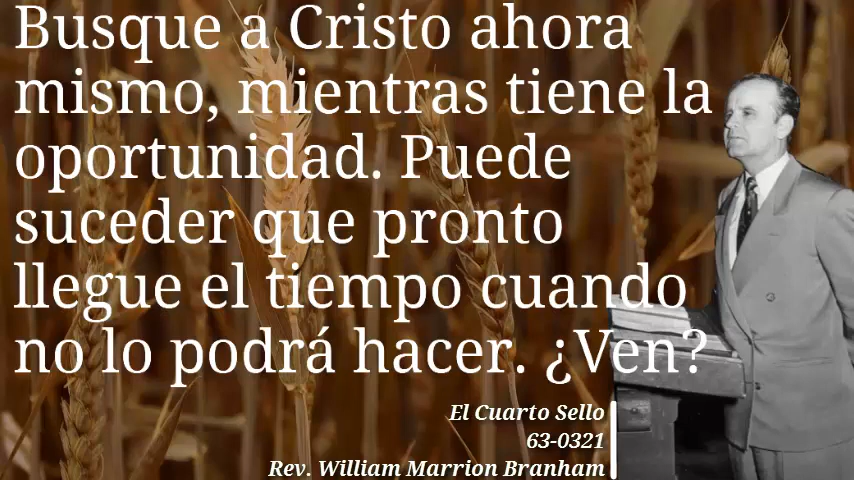 Busque a Cristo ahora
mismo, mientras tiene la
oportunidad. Puede
suceder que pronto
llegue el tiempo cuando
no lo podrá hacer. ¿Ven?
El Cuarto Sello
63-0321
Rev. William Marrion Branham